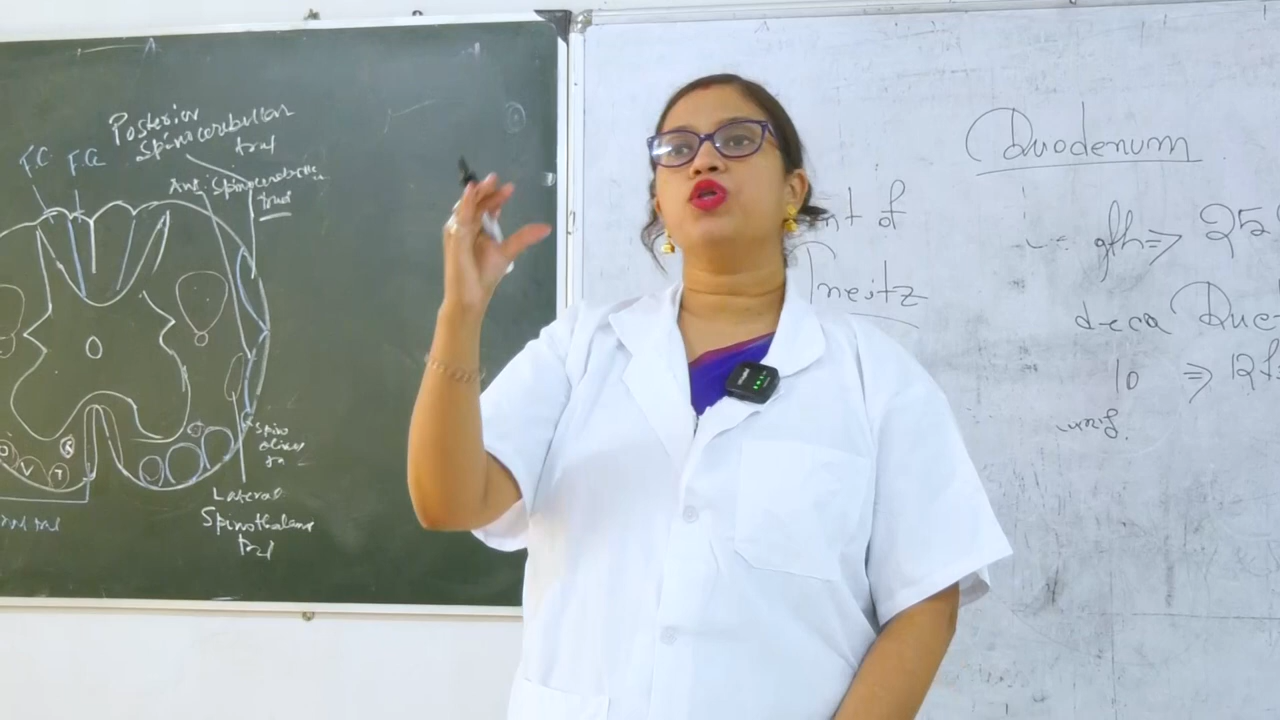 F.C F.G
Posterior
Spinocerebellar
tract
Ant. Spinocerebellar
tract
Spino
olivary
Lateral
Spinothalamic
tract
V
T
Duodenum
nt of
Treitz
gth => 25
deca Duo
10 => 12